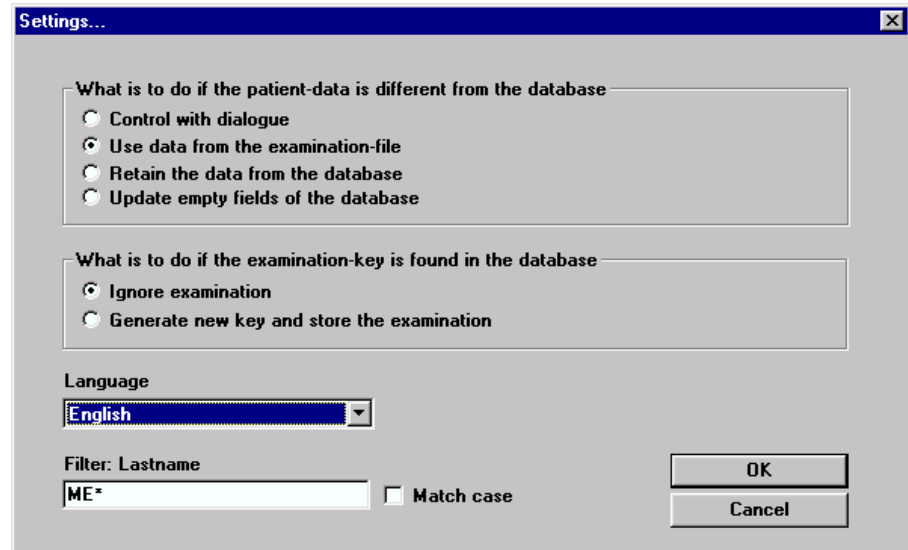 Settings...
What is to do if the patient-data is different from the database
Control with dialogue
Use data from the examination-file
Retain the data from the database
Update empty fields of the database
What is to do if the examination-key is found in the database
Ignore examination
Generate new key and store the examination
Language
English
Filter: Lastname
ME*
Match case
OK
Cancel